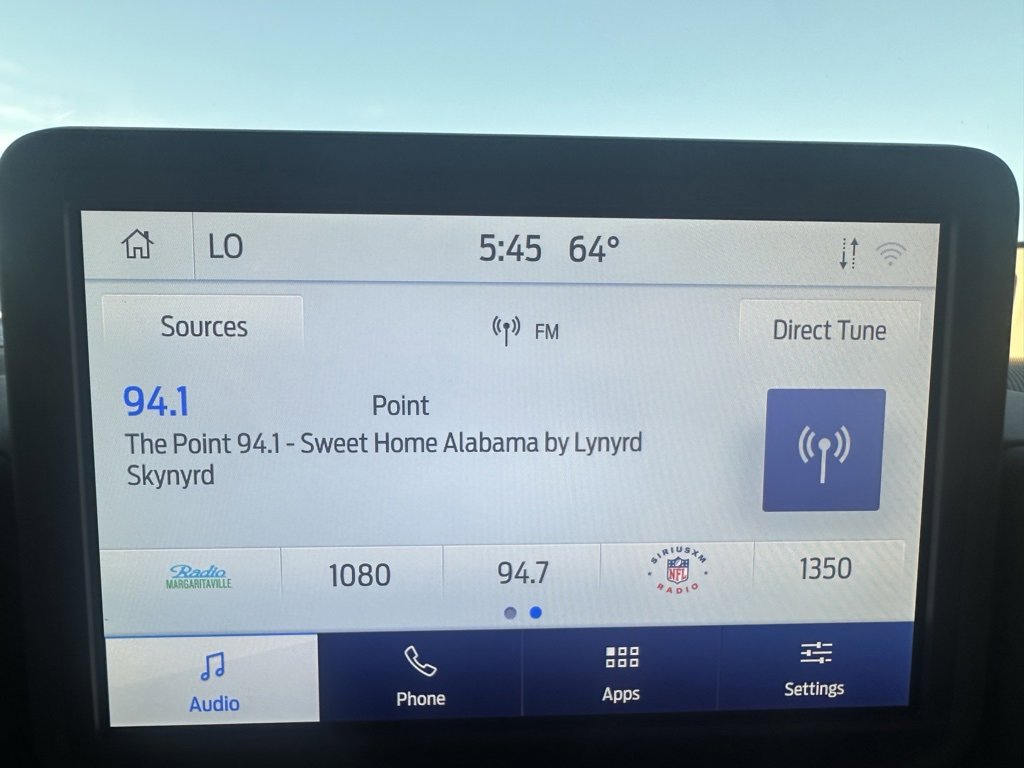 LO 5:45 64°
Sources FM Direct Tune
94.1 Point
The Point 94.1 - Sweet Home Alabama by Lynyrd
Skynyrd
Radio
MARGARITAVILLE
1080
94.7
SIRIUSXM
NFL
RADIO
1350
Audio Phone Apps Settings